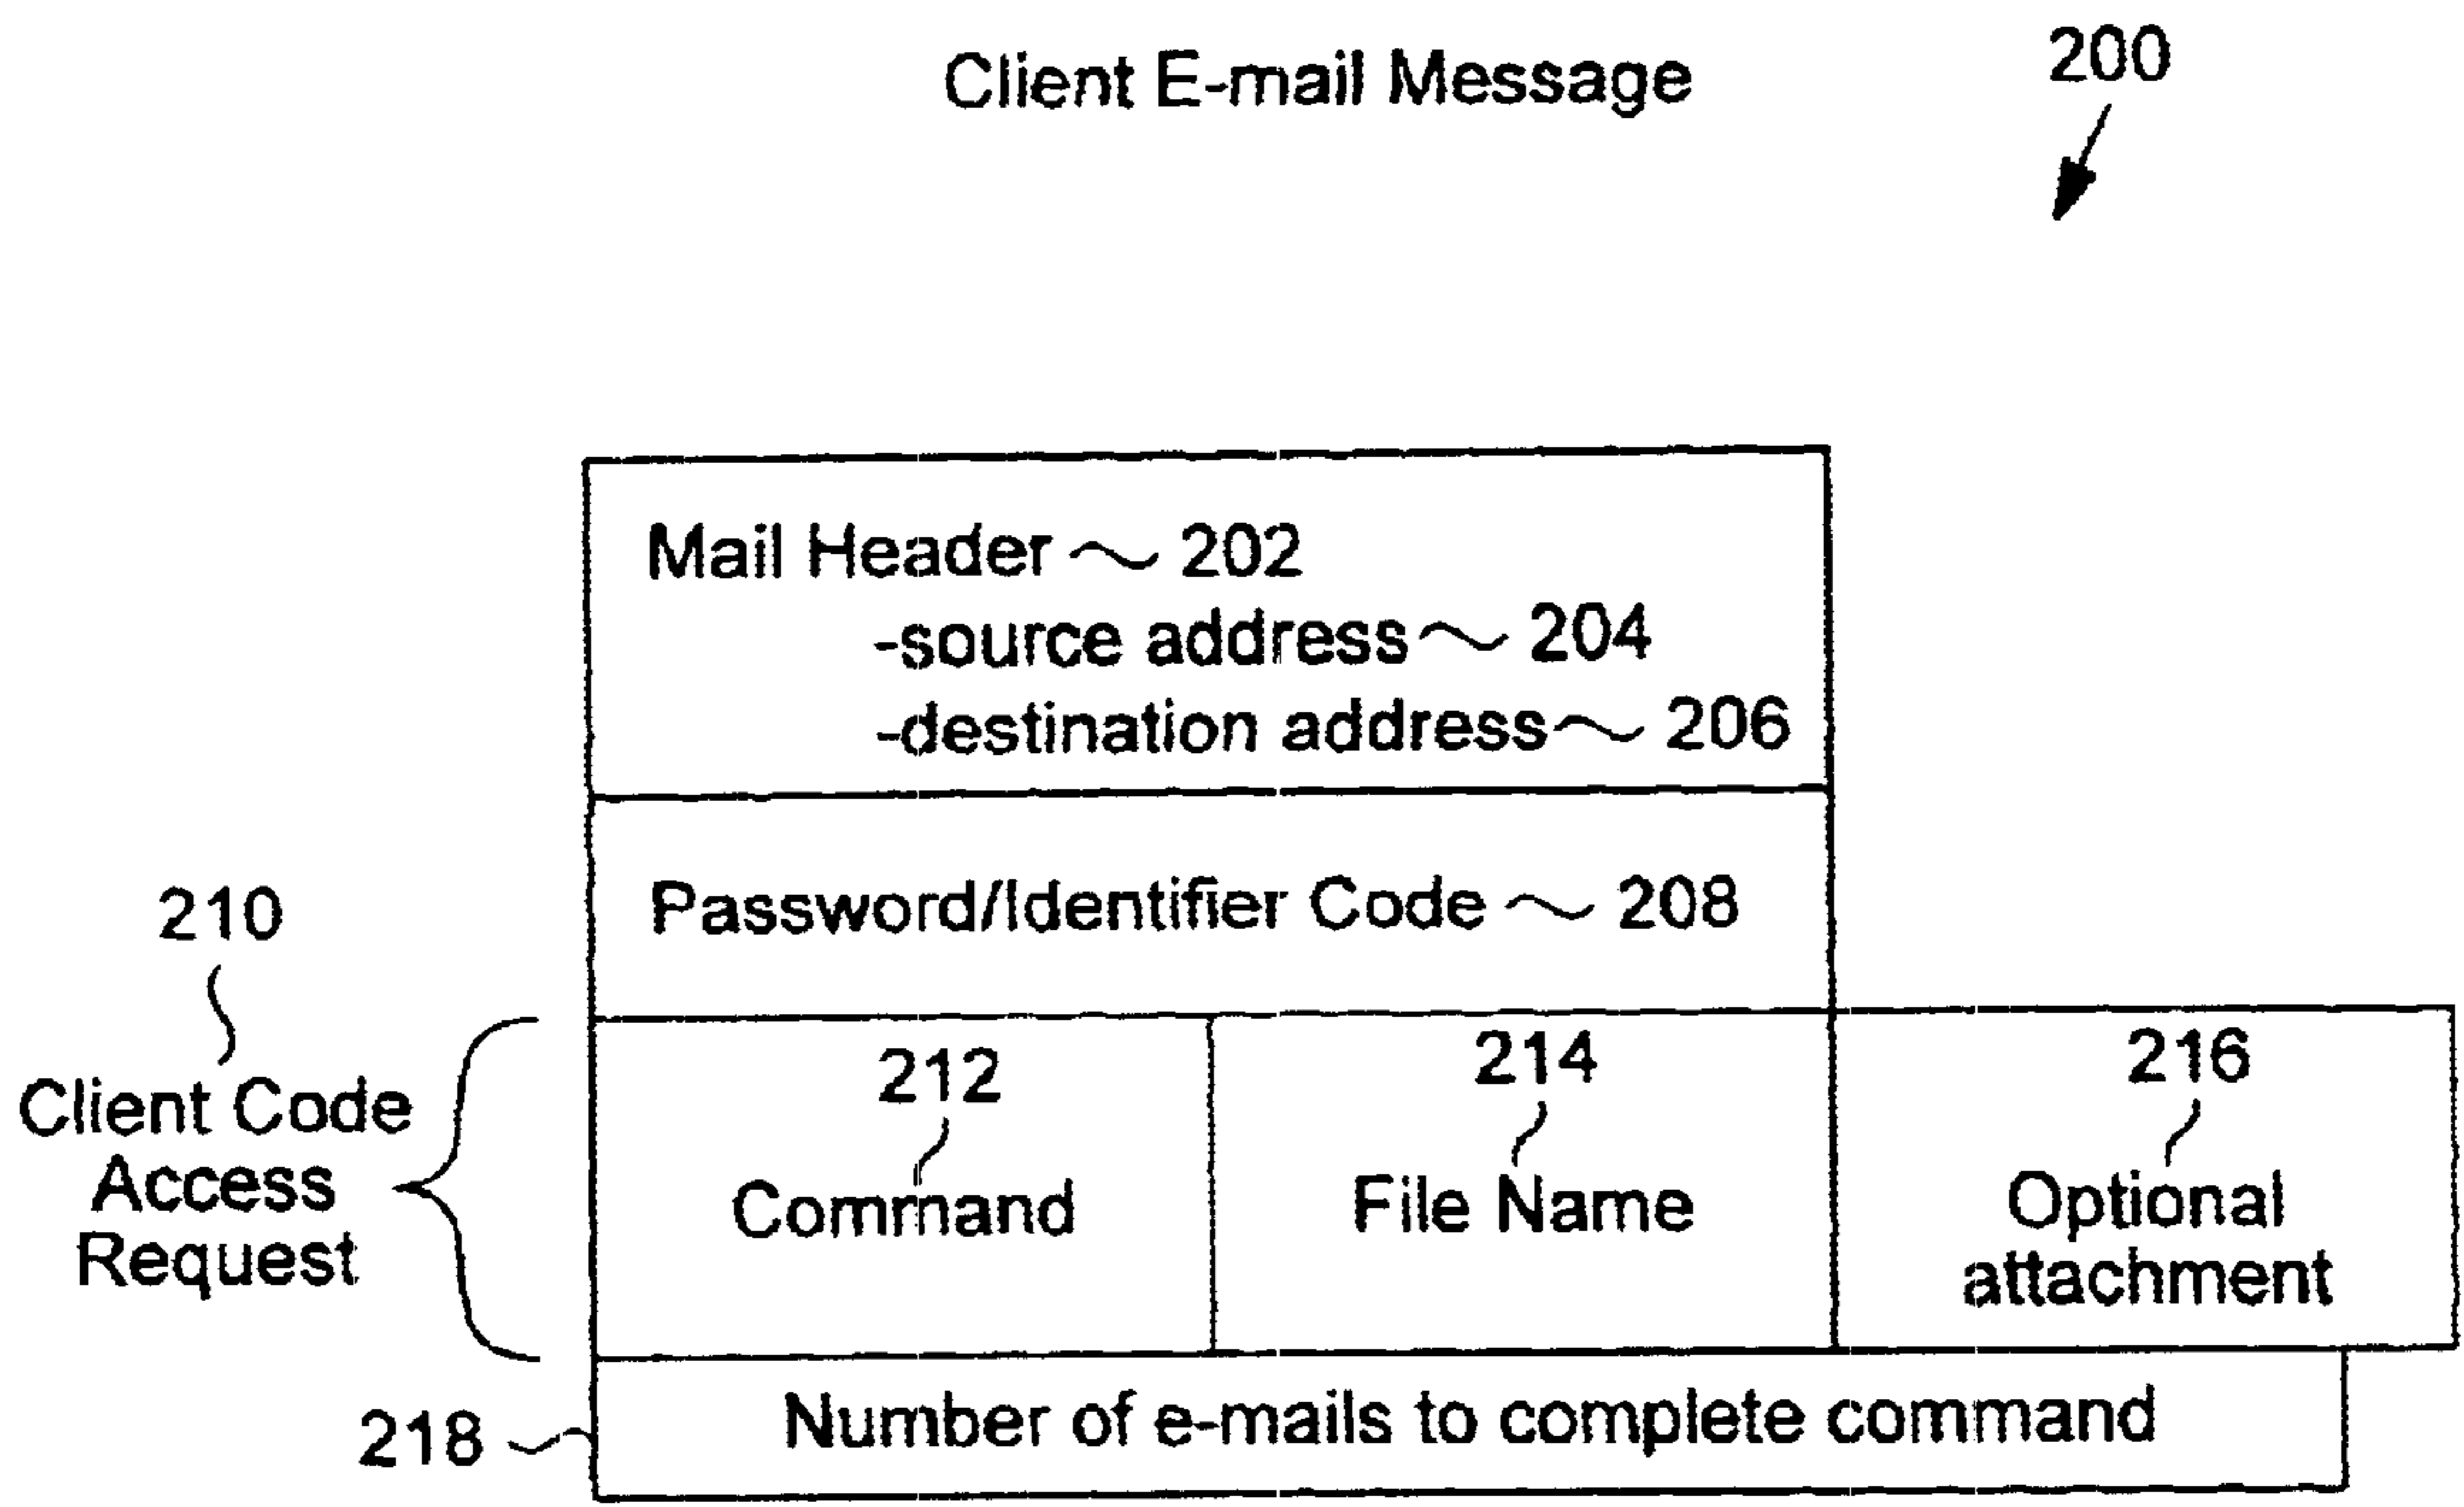 Client E-mail Message
200
Mail Header 202
-source address 204
-destination address 206
Password/Identifier Code 208
210
Client Code
Access
Request
212
Command
214
File Name
216
Optional
attachment
218
Number of e-mails to complete command